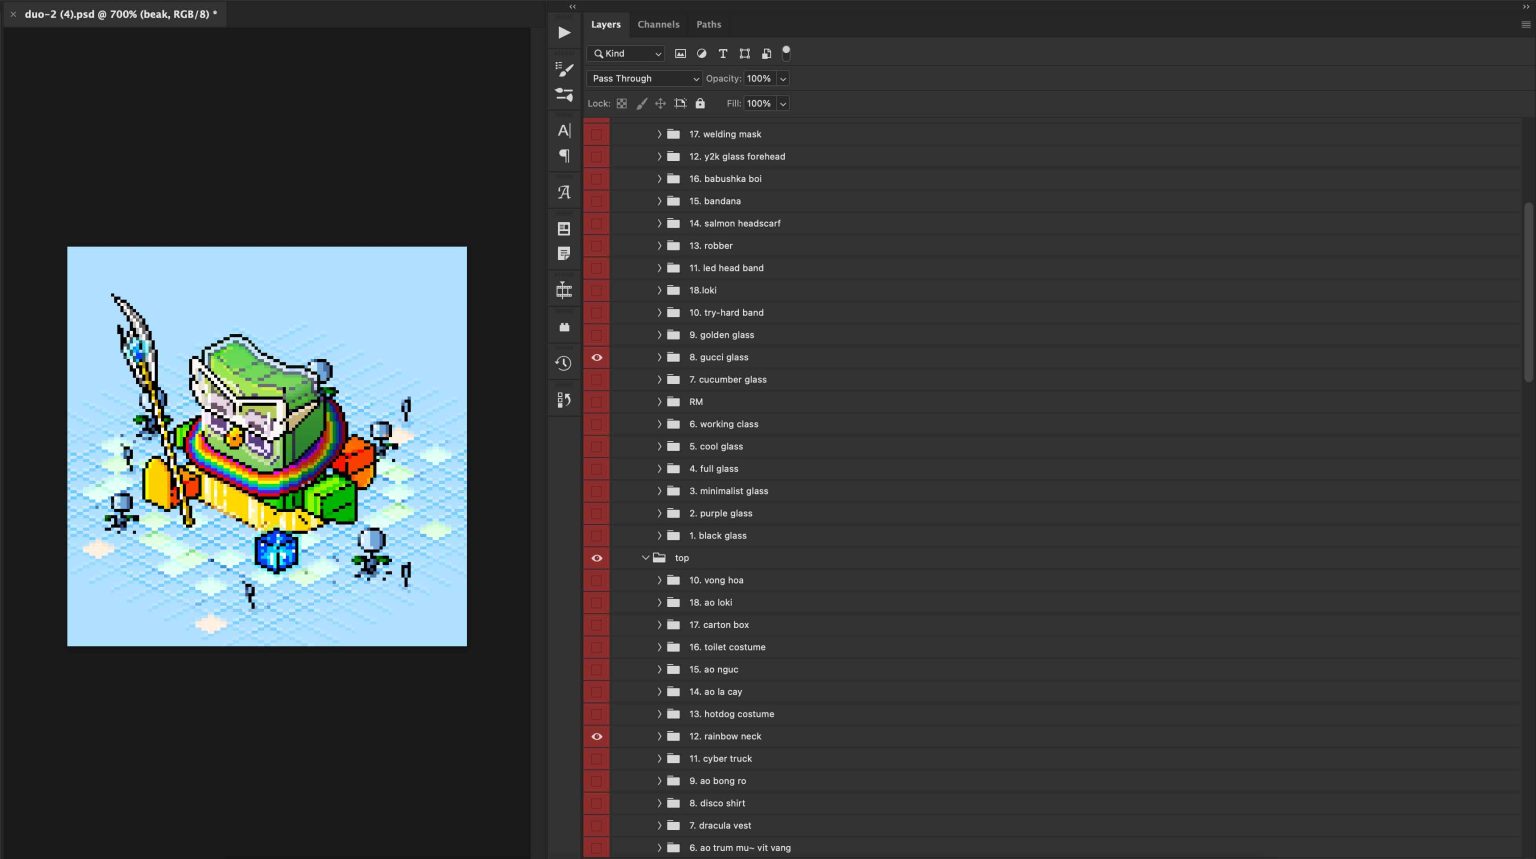 duo-2 (4).psd @ 700% (beak, RGB/8) *
Layers Channels Paths
Kind
Pass Through Opacity: 100%
Lock: Fill: 100%
17. welding mask
12. y2k glass forehead
16. babushka boi
15. bandana
14. salmon headscarf
13. robber
11. led head band
18.loki
10. try-hard band
9. golden glass
8. gucci glass
7. cucumber glass
RM
6. working class
5. cool glass
4. full glass
3. minimalist glass
2. purple glass
1. black glass
top
10. vong hoa
18. ao loki
17. carton box
16. toilet costume
15. ao nguc
14. ao la cay
13. hotdog costume
12. rainbow neck
11. cyber truck
9. ao bong ro
8. disco shirt
7. dracula vest
6. ao trum mu~ vit vang